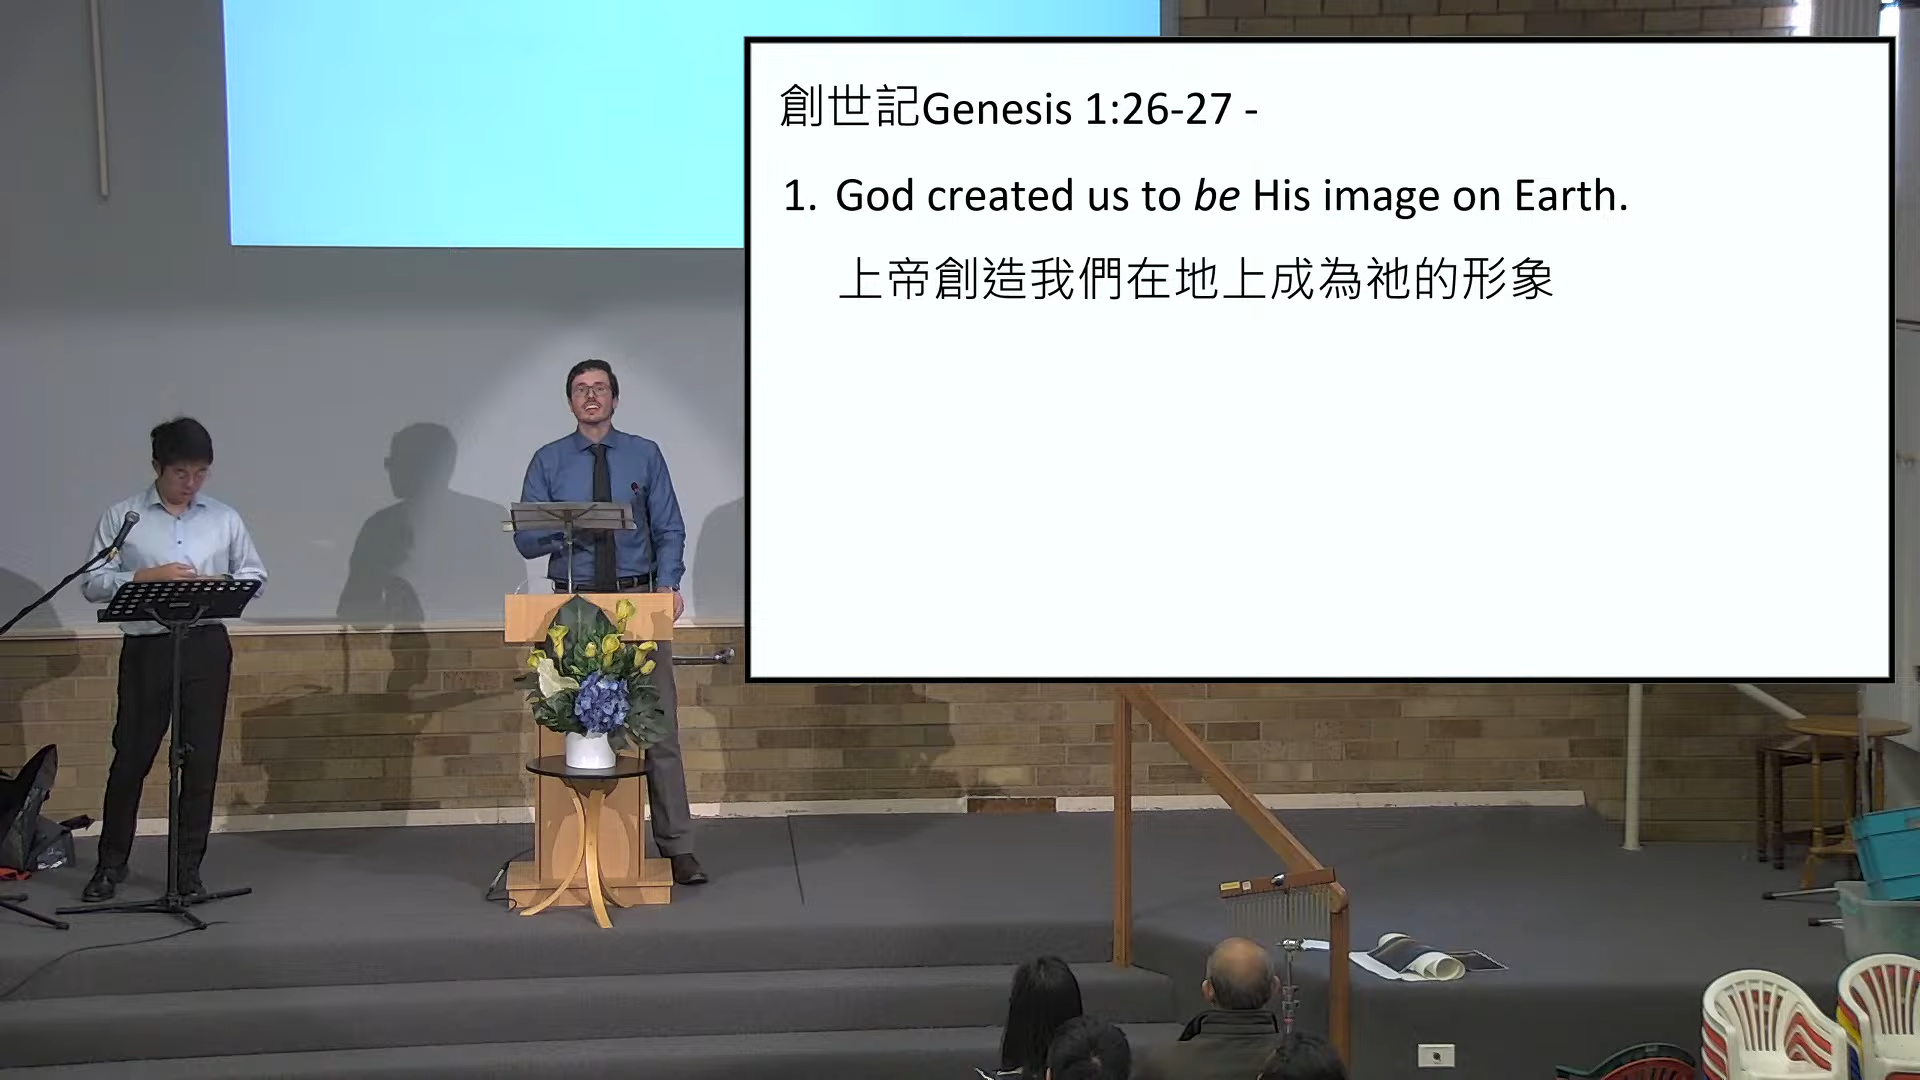 創世記Genesis 1:26-27 -
1. God created us to be His image on Earth.
上帝創造我們在地上成為祂的形象